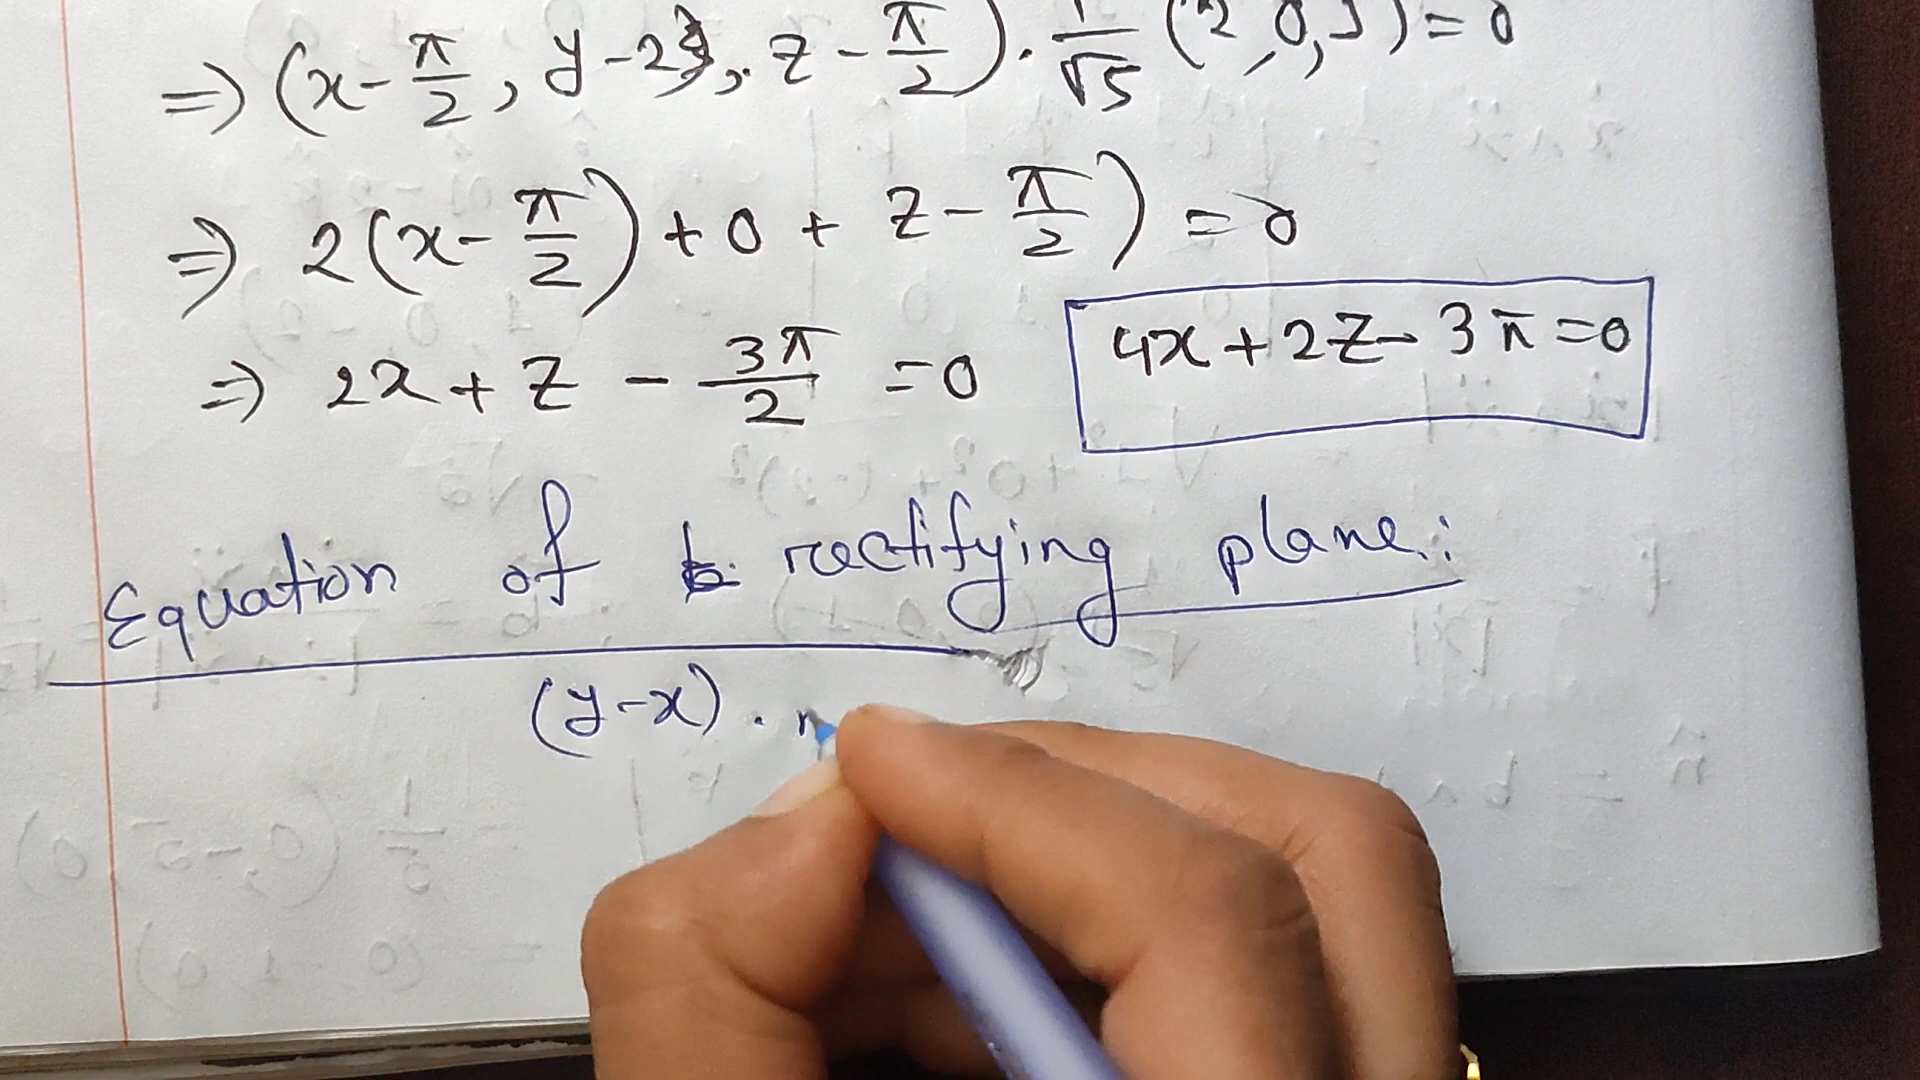 ⇒ (x - π/2, y - 2, z - π/2) · 1/√5 (2, 0, 1) = 0
⇒ 2(x - π/2) + 0 + z - π/2) = 0
⇒ 2x + z - 3π/2 = 0
4x + 2z - 3π = 0
Equation of rectifying plane:
(y - x) · n